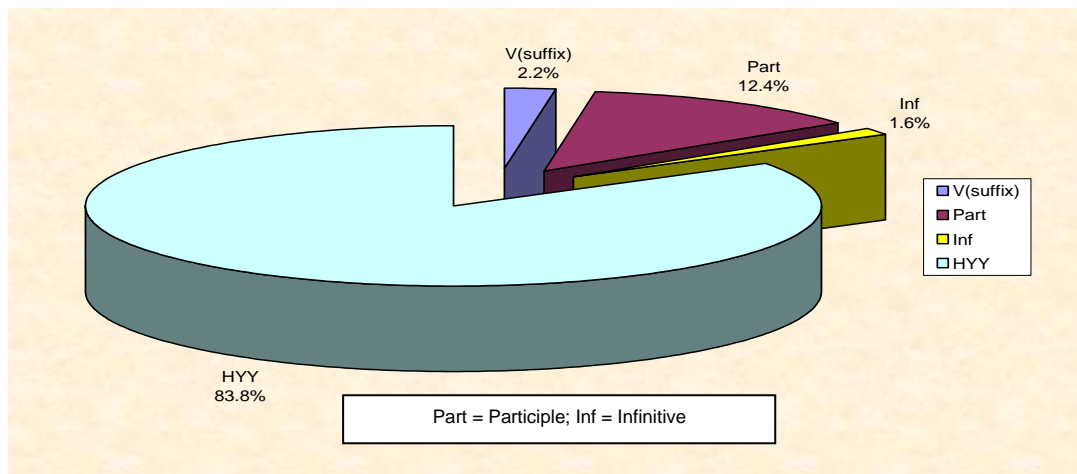 V(suffix)
2.2%
Part
12.4%
Inf
1.6%
V(suffix)
Part
Inf
HYY
HYY
83.8%
Part = Participle; Inf = Infinitive